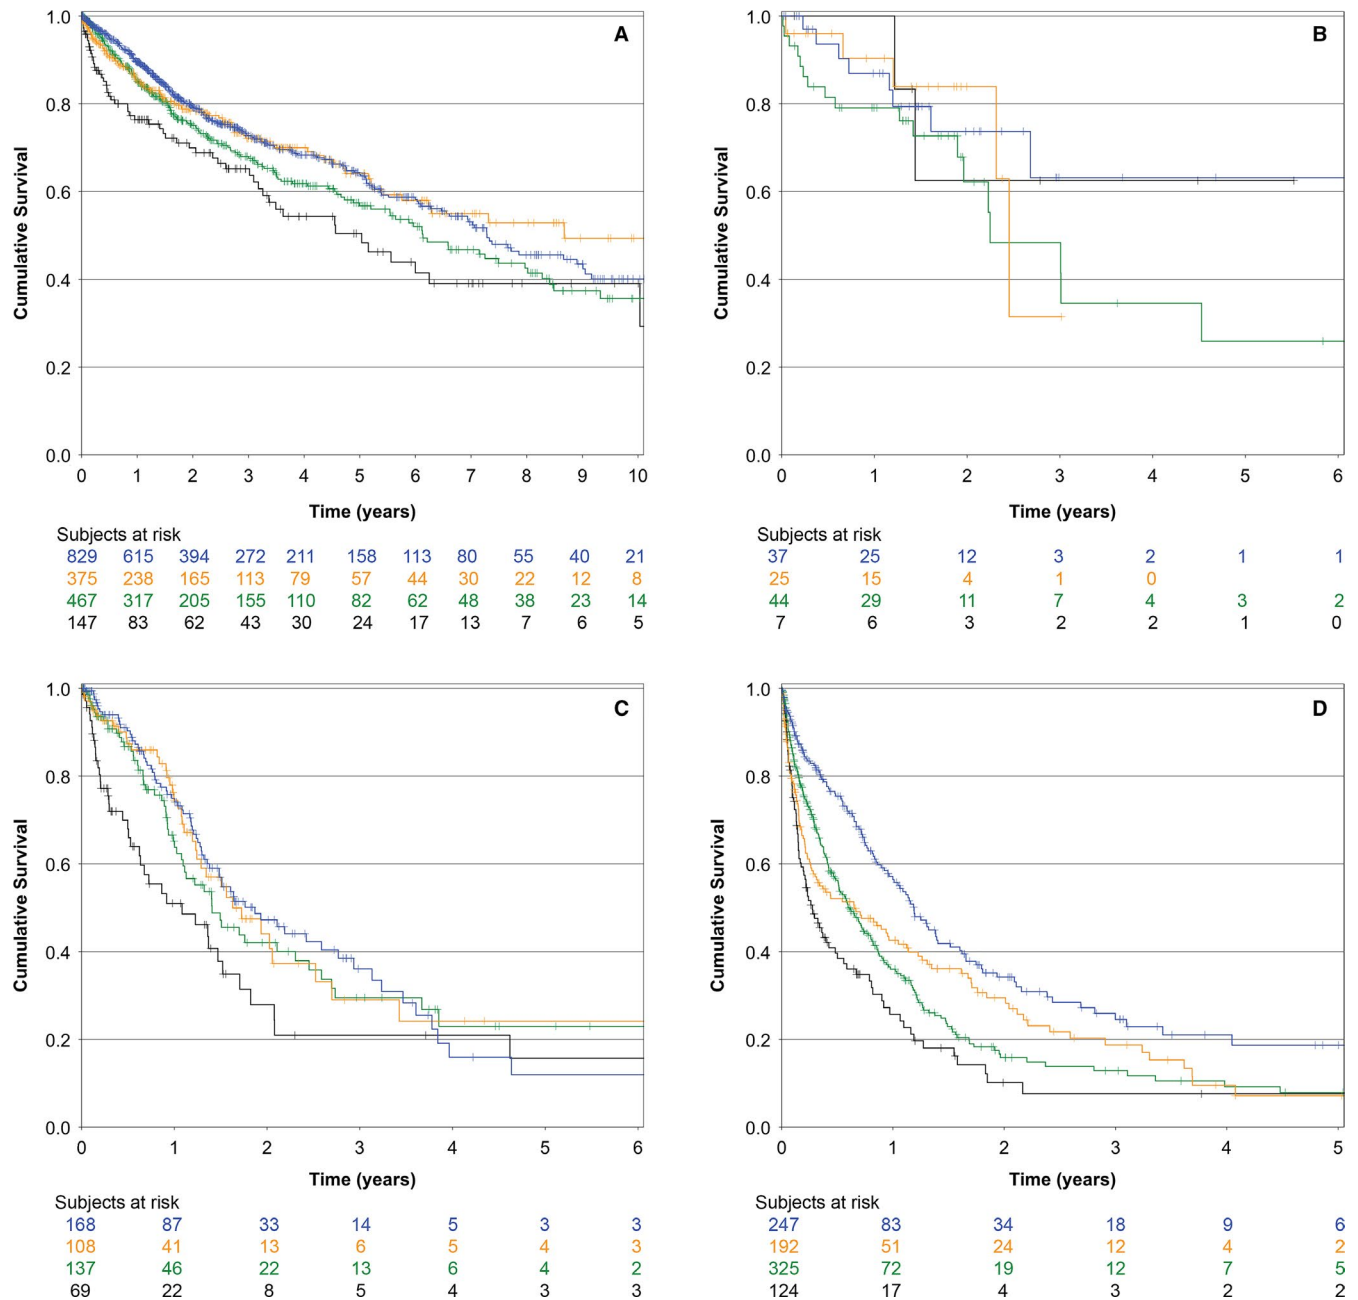 A
1.0
0.8
0.6
0.4
0.2
0.0
Cumulative Survival
0 1 2 3 4 5 6 7 8 9 10
Time (years)
Subjects at risk
829 615 394 272 211 158 113 80 55 40 21
375 238 165 113 79 57 44 30 22 12 8
467 317 205 155 110 82 62 48 38 23 14
147 83 62 43 30 24 17 13 7 6 5
B
1.0
0.8
0.6
0.4
0.2
0.0
Cumulative Survival
0 1 2 3 4 5 6
Time (years)
Subjects at risk
37 25 12 3 2 1 1
25 15 4 1 0
44 29 11 7 4 3 2
7 6 3 2 2 1 0
C
1.0
0.8
0.6
0.4
0.2
0.0
Cumulative Survival
0 1 2 3 4 5 6
Time (years)
Subjects at risk
168 87 33 14 5 3 3
108 41 13 6 5 4 3
137 46 22 13 6 4 2
69 22 8 5 4 3 3
D
1.0
0.8
0.6
0.4
0.2
0.0
Cumulative Survival
0 1 2 3 4 5
Time (years)
Subjects at risk
247 83 34 18 9 6
192 51 24 12 4 2
325 72 19 12 7 5
124 17 4 3 2 2